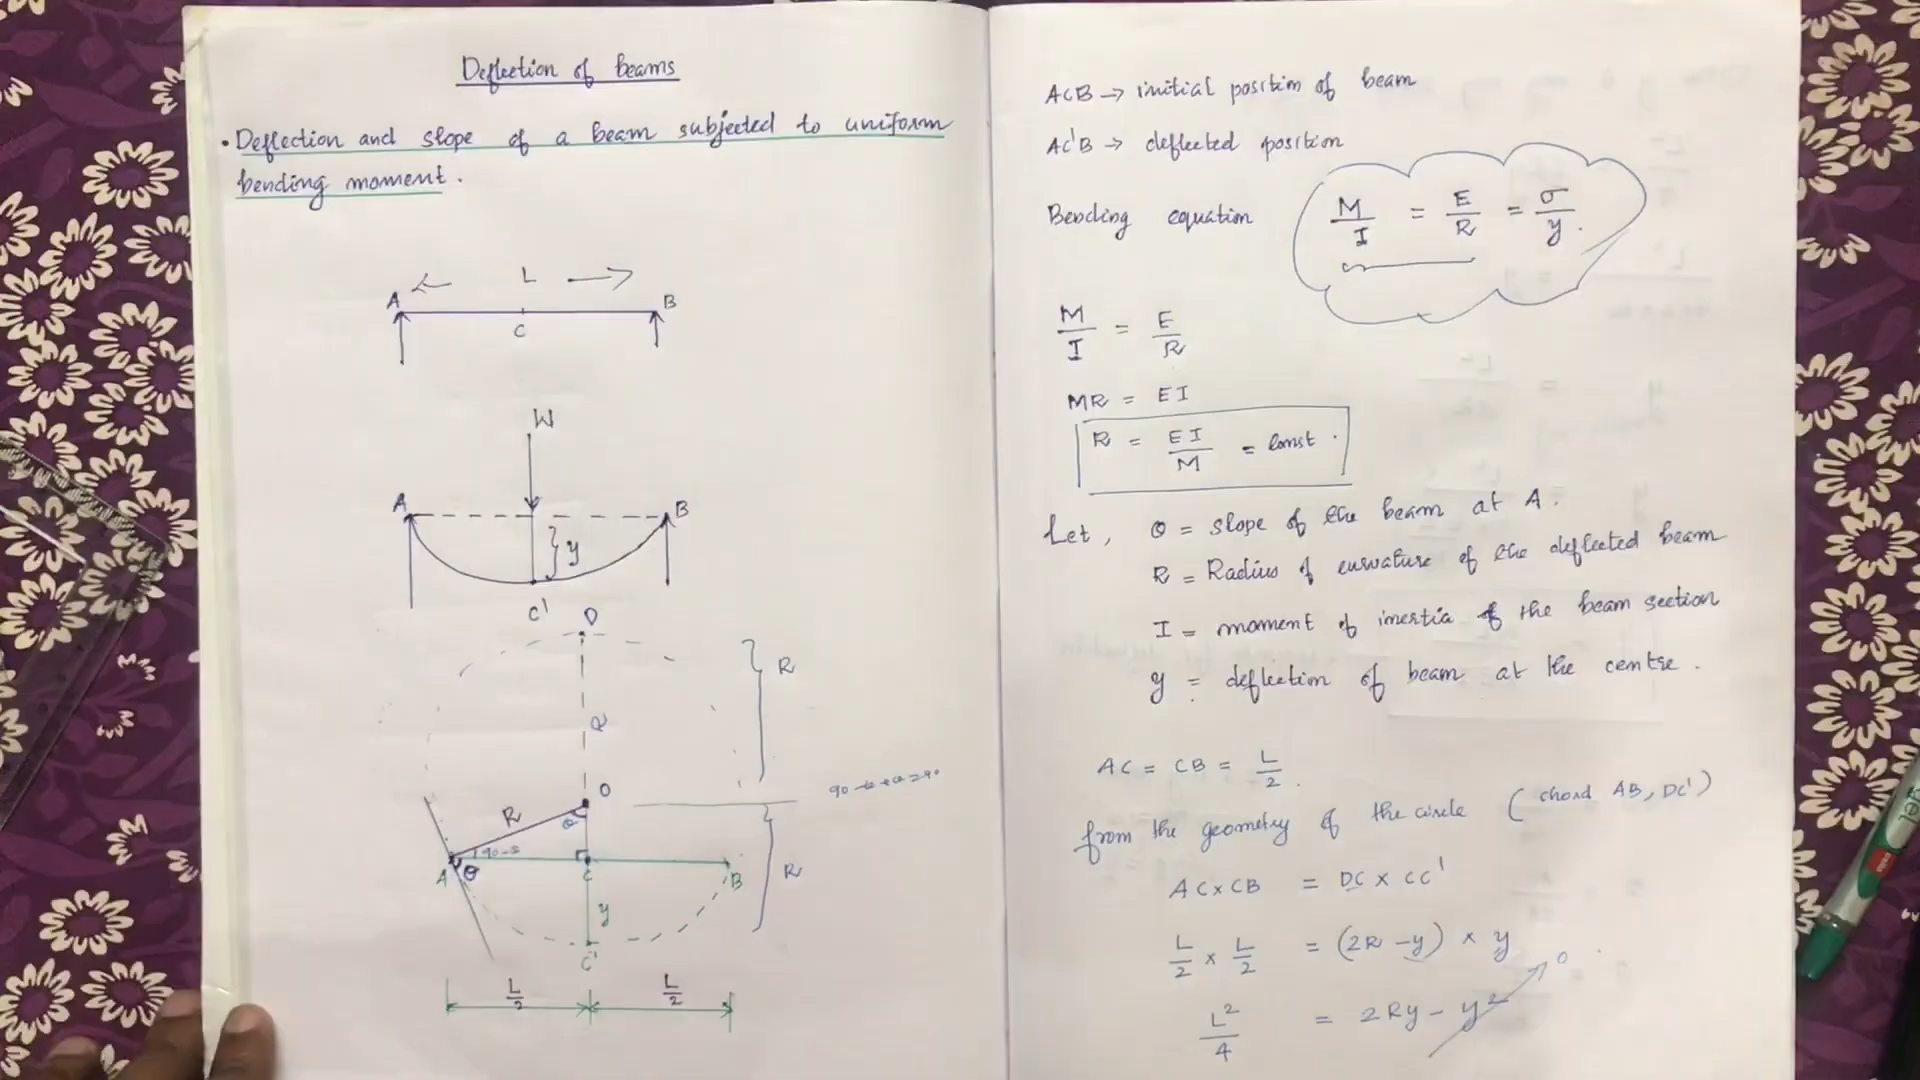 Deflection of beams
• Deflection and slope of a beam subjected to uniform
bending moment.
L
A B
C
W
A B
y
C'
D
R
R
O
R
θ
90-θ
90-θ+θ=90
A θ C B
R
y
C'
L/2 L/2
ACB → initial position of beam
AC'B → deflected position
Bending equation M/I = E/R = σ/y.
M/I = E/R
MR = EI
R = EI/M = Const.
Let, θ = slope of the beam at A.
R = Radius of curvature of the deflected beam
I = moment of inertia of the beam section
y = deflection of beam at the centre.
AC = CB = L/2.
from the geometry of the circle (chord AB, DC')
AC x CB = DC x CC'
L/2 x L/2 = (2R - y) x y
L²/4 = 2Ry - y² 0